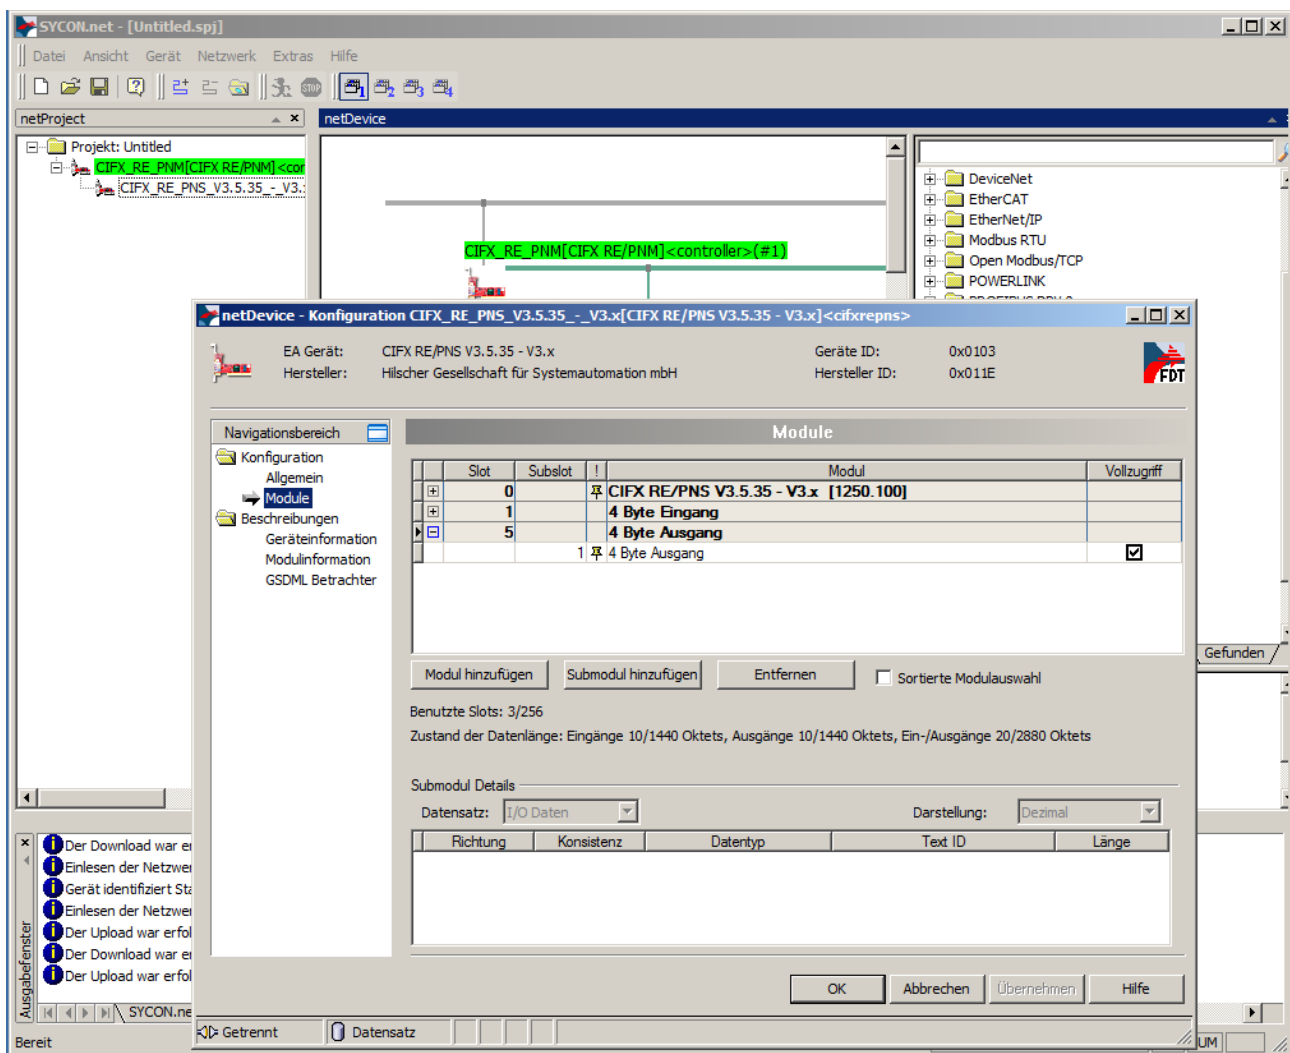 SYCON.net - [Untitled.spj]
Datei Ansicht Gerät Netzwerk Extras Hilfe
STOP 1 2 3 4
netProject
netDevice
Projekt: Untitled
CIFX_RE_PNM[CIFX RE/PNM]<con
CIFX_RE_PNS_V3.5.35_-_V3.
CIFX_RE_PNM[CIFX RE/PNM]<controller>(#1)
DeviceNet
EtherCAT
EtherNet/IP
Modbus RTU
Open Modbus/TCP
POWERLINK
netDevice - Konfiguration CIFX_RE_PNS_V3.5.35_-_V3.x[CIFX RE/PNS V3.5.35 - V3.x]<cifxrepns>
EA Gerät: CIFX RE/PNS V3.5.35 - V3.x Geräte ID: 0x0103
Hersteller: Hilscher Gesellschaft für Systemautomation mbH Hersteller ID: 0x011E
FDT
Navigationsbereich
Konfiguration
Allgemein
Module
Beschreibungen
Geräteinformation
Modulinformation
GSDML Betrachter
Module
Slot Subslot ! Modul Vollzugriff
0 CIFX RE/PNS V3.5.35 - V3.x [1250.100]
1 4 Byte Eingang
5 4 Byte Ausgang
1 4 Byte Ausgang
Modul hinzufügen Submodul hinzufügen Entfernen Sortierte Modulauswahl
Benutzte Slots: 3/256
Zustand der Datenlänge: Eingänge 10/1440 Oktets, Ausgänge 10/1440 Oktets, Ein-/Ausgänge 20/2880 Oktets
Submodul Details
Datensatz: I/O Daten Darstellung: Dezimal
Richtung Konsistenz Datentyp Text ID Länge
OK Abbrechen Übernehmen Hilfe
Getrennt Datensatz
Gefunden
Der Download war er
Einlesen der Netzwer
Gerät identifiziert Sta
Einlesen der Netzwer
Der Upload war erfol
Der Download war er
Der Upload war erfol
Ausgabefenster
SYCON.ne
Bereit
UM